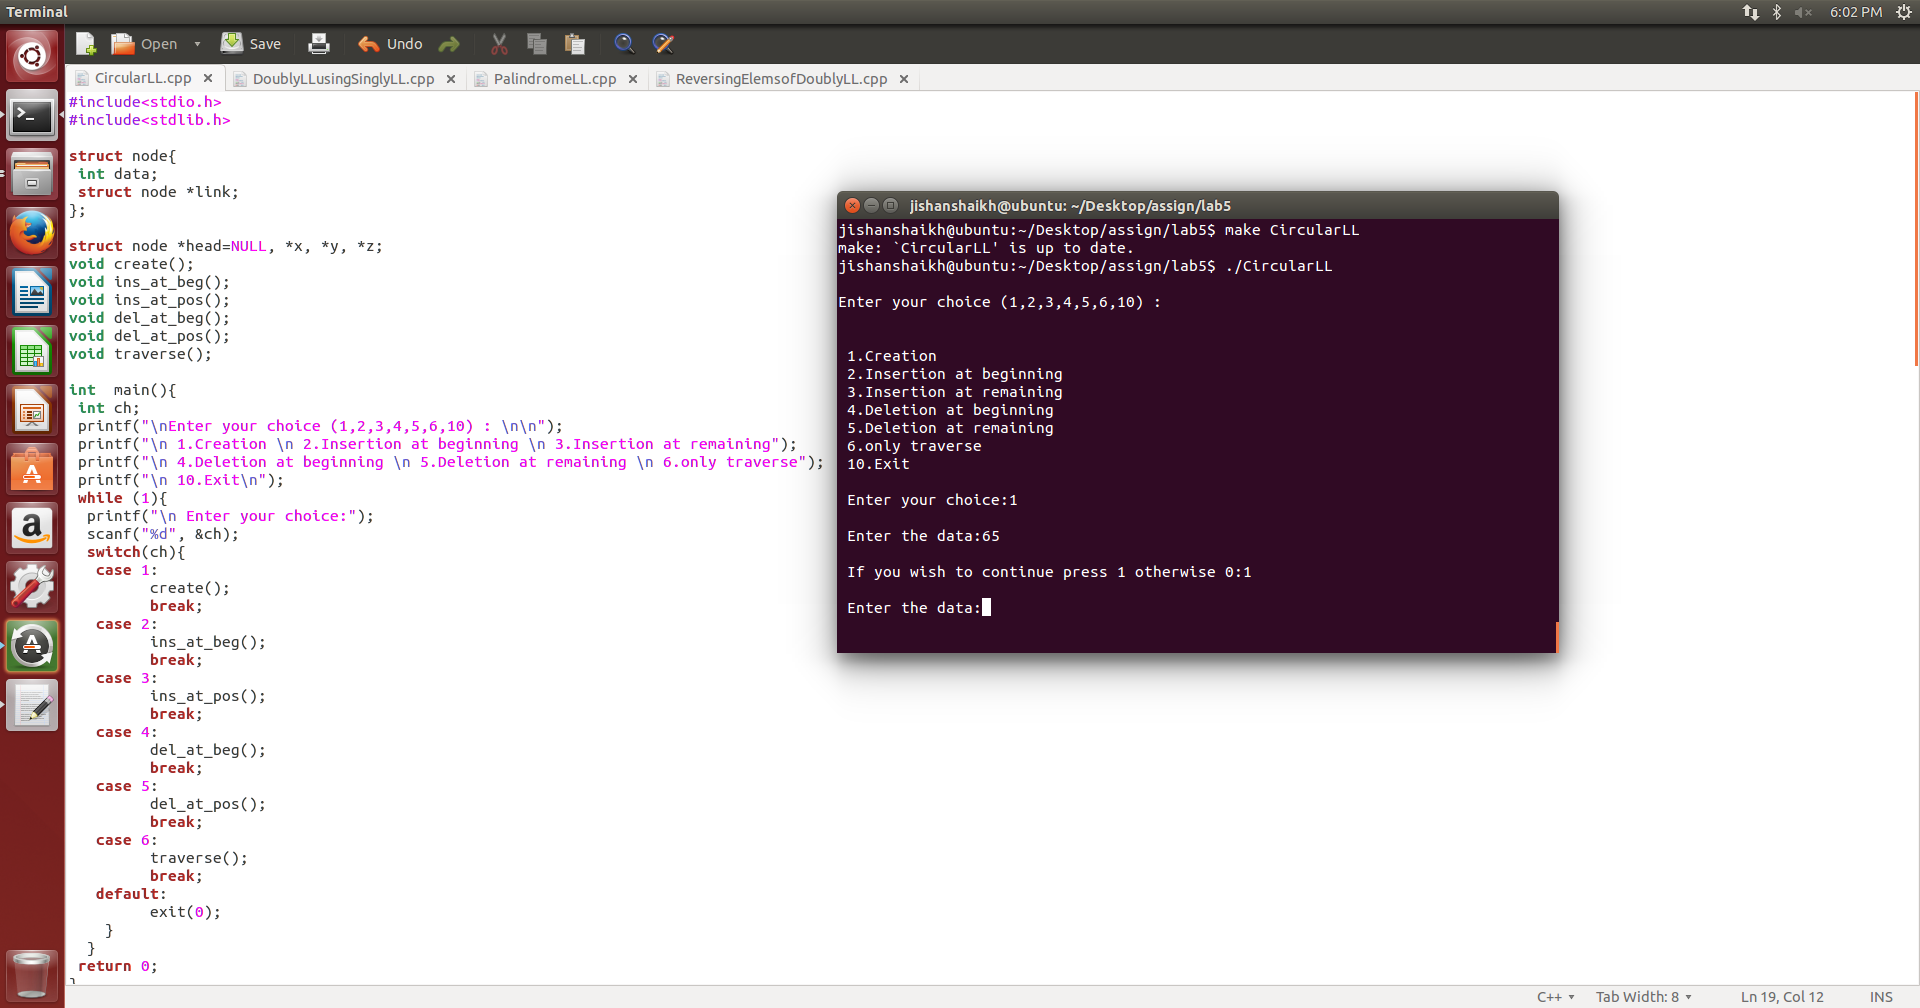 Terminal
6:02 PM
Open
Save
Undo
CircularLL.cpp
DoublyLLusingSinglyLL.cpp
PalindromeLL.cpp
ReversingElemsofDoublyLL.cpp
#include<stdio.h>
#include<stdlib.h>
struct node{
int data;
struct node *link;
};
struct node *head=NULL, *x, *y, *z;
void create();
void ins_at_beg();
void ins_at_pos();
void del_at_beg();
void del_at_pos();
void traverse();
int  main(){
int ch;
printf("\nEnter your choice (1,2,3,4,5,6,10) : \n\n");
printf("\n 1.Creation \n 2.Insertion at beginning \n 3.Insertion at remaining");
printf("\n 4.Deletion at beginning \n 5.Deletion at remaining \n 6.only traverse");
printf("\n 10.Exit\n");
while (1){
printf("\n Enter your choice:");
scanf("%d", &ch);
switch(ch){
case 1:
create();
break;
case 2:
ins_at_beg();
break;
case 3:
ins_at_pos();
break;
case 4:
del_at_beg();
break;
case 5:
del_at_pos();
break;
case 6:
traverse();
break;
default:
exit(0);
}
}
return 0;
}
jishanshaikh@ubuntu: ~/Desktop/assign/lab5
jishanshaikh@ubuntu:~/Desktop/assign/lab5$ make CircularLL
make: `CircularLL' is up to date.
jishanshaikh@ubuntu:~/Desktop/assign/lab5$ ./CircularLL
Enter your choice (1,2,3,4,5,6,10) :
1.Creation
2.Insertion at beginning
3.Insertion at remaining
4.Deletion at beginning
5.Deletion at remaining
6.only traverse
10.Exit
Enter your choice:1
Enter the data:65
If you wish to continue press 1 otherwise 0:1
Enter the data:
C++
Tab Width: 8
Ln 19, Col 12
INS